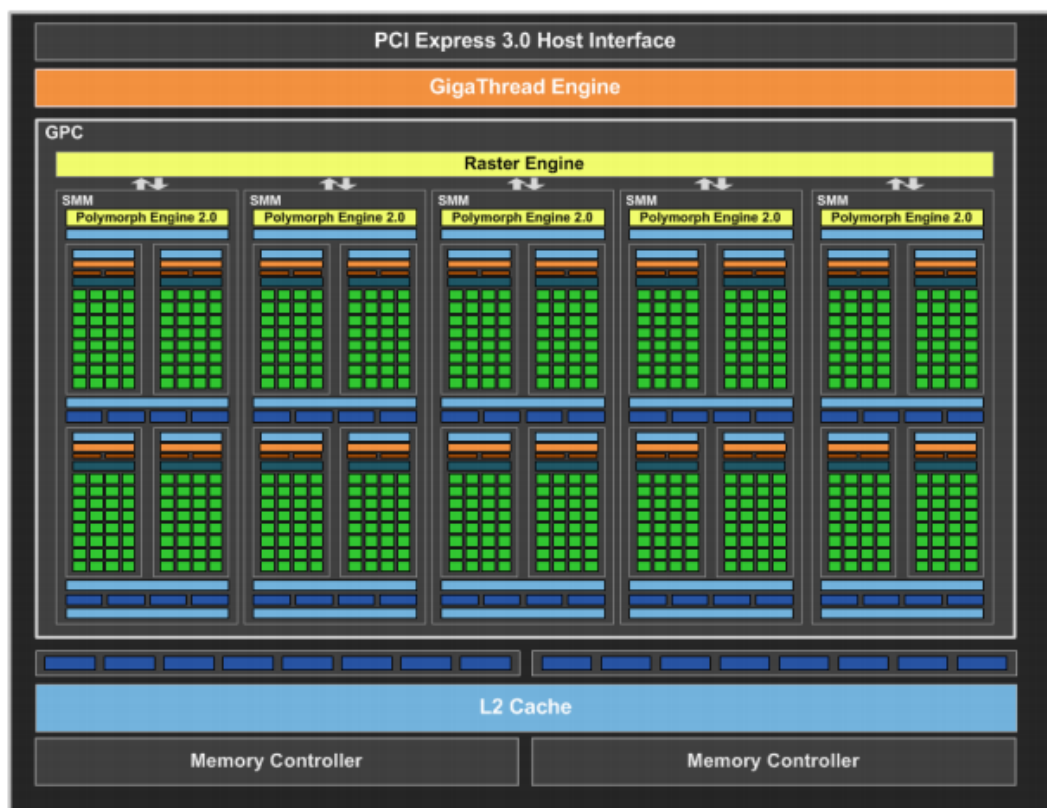 PCI Express 3.0 Host Interface
GigaThread Engine
GPC
Raster Engine
SMM SMM SMM SMM SMM
Polymorph Engine 2.0 Polymorph Engine 2.0 Polymorph Engine 2.0 Polymorph Engine 2.0 Polymorph Engine 2.0
L2 Cache
Memory Controller Memory Controller